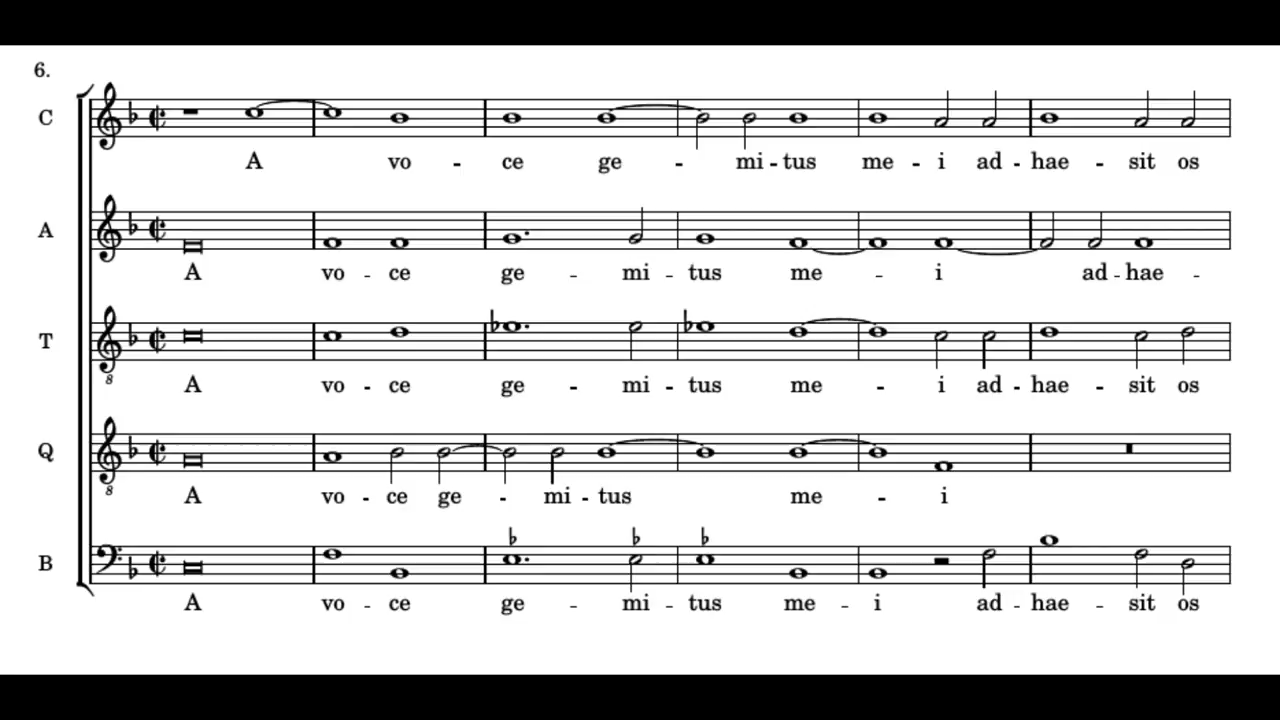 6.
C
A vo - ce ge - mi - tus me - i ad - hae - sit os
A
A vo - ce ge - mi - tus me - i ad - hae -
T
8
A vo - ce ge - mi - tus me - i ad - hae - sit os
Q
8
A vo - ce ge - mi - tus me - i
B
A vo - ce ge - mi - tus me - i ad - hae - sit os